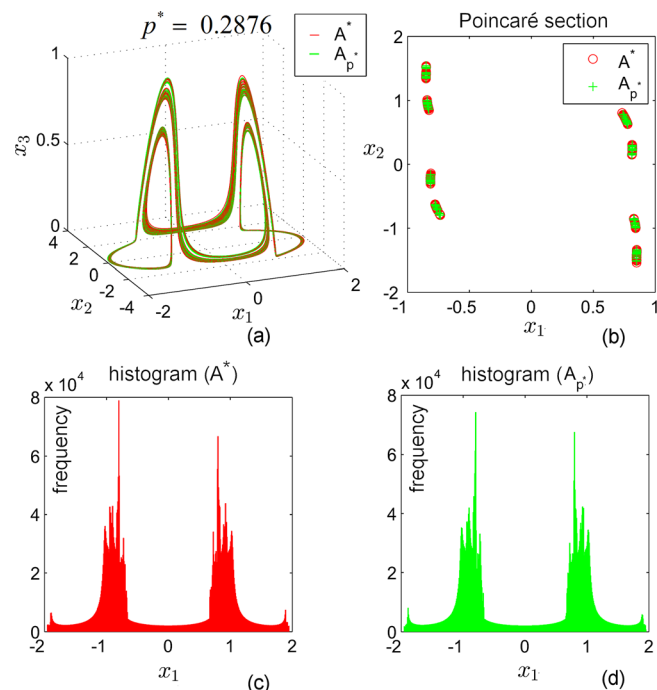 p* = 0.2876
A*
Ap*
1
0.5
0
x3
4
2
0
-2
-4
x2
-2
0
2
x1
(a)
Poincaré section
A*
Ap*
2
1
0
-1
-2
x2
-1
-0.5
0
0.5
1
x1
(b)
x 10^4
histogram (A*)
8
6
4
2
0
frequency
-2
-1
0
1
2
x1
(c)
x 10^4
histogram (Ap*)
8
6
4
2
0
frequency
-2
-1
0
1
2
x1
(d)